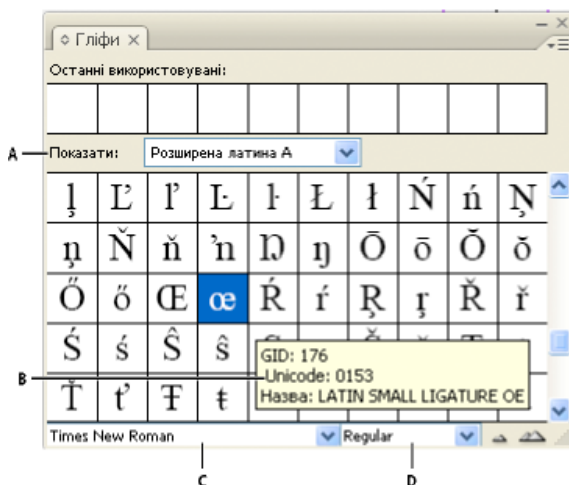 Гліфи
Останні використовувані:
A Показати: Розширена латина A
ļ Ľ ľ Ŀ ŀ Ł ł Ń ń Ņ
ņ Ň ň ŉ Ŋ ŋ Ō ō Ŏ ŏ
Ő ő Œ œ Ŕ ŕ Ŗ ŗ Ř ř
Ś ś Ŝ ŝ
GID: 176
B Unicode: 0153
Назва: LATIN SMALL LIGATURE OE
Ť ť Ŧ ŧ
Times New Roman Regular
C D